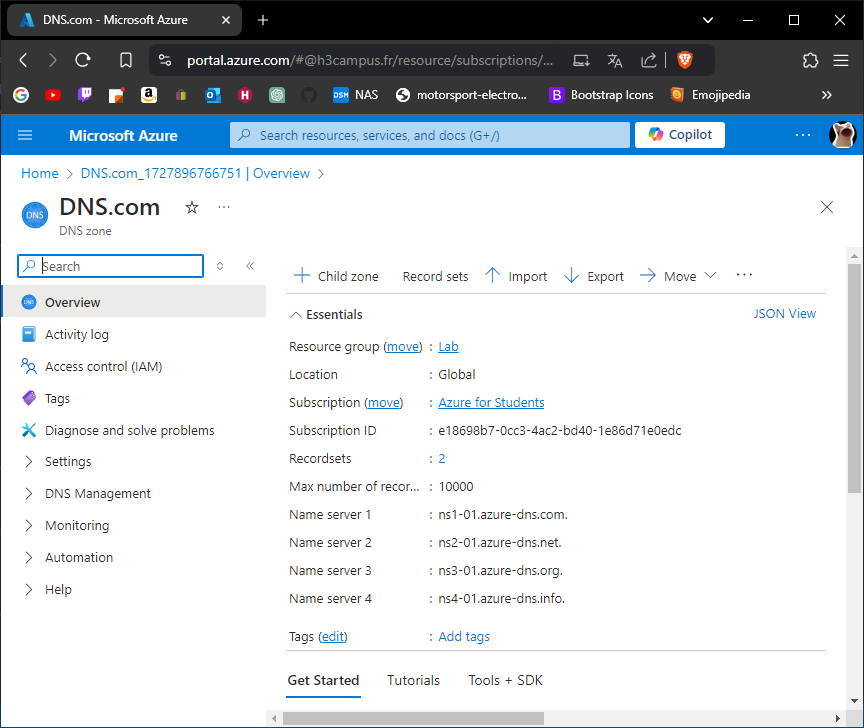 DNS.com - Microsoft Azure
portal.azure.com/#@h3campus.fr/resource/subscriptions/...
DSM NAS
motorsport-electro...
B Bootstrap Icons
Emojipedia
Microsoft Azure
Search resources, services, and docs (G+/)
Copilot
Home > DNS.com_1727896766751 | Overview >
DNS
DNS.com
DNS zone
Search
Overview
Activity log
Access control (IAM)
Tags
Diagnose and solve problems
Settings
DNS Management
Monitoring
Automation
Help
Child zone
Record sets
Import
Export
Move
Essentials
JSON View
Resource group (move) : Lab
Location : Global
Subscription (move) : Azure for Students
Subscription ID : e18698b7-0cc3-4ac2-bd40-1e86d71e0edc
Recordsets : 2
Max number of recor... : 10000
Name server 1 : ns1-01.azure-dns.com.
Name server 2 : ns2-01.azure-dns.net.
Name server 3 : ns3-01.azure-dns.org.
Name server 4 : ns4-01.azure-dns.info.
Tags (edit) : Add tags
Get Started
Tutorials
Tools + SDK